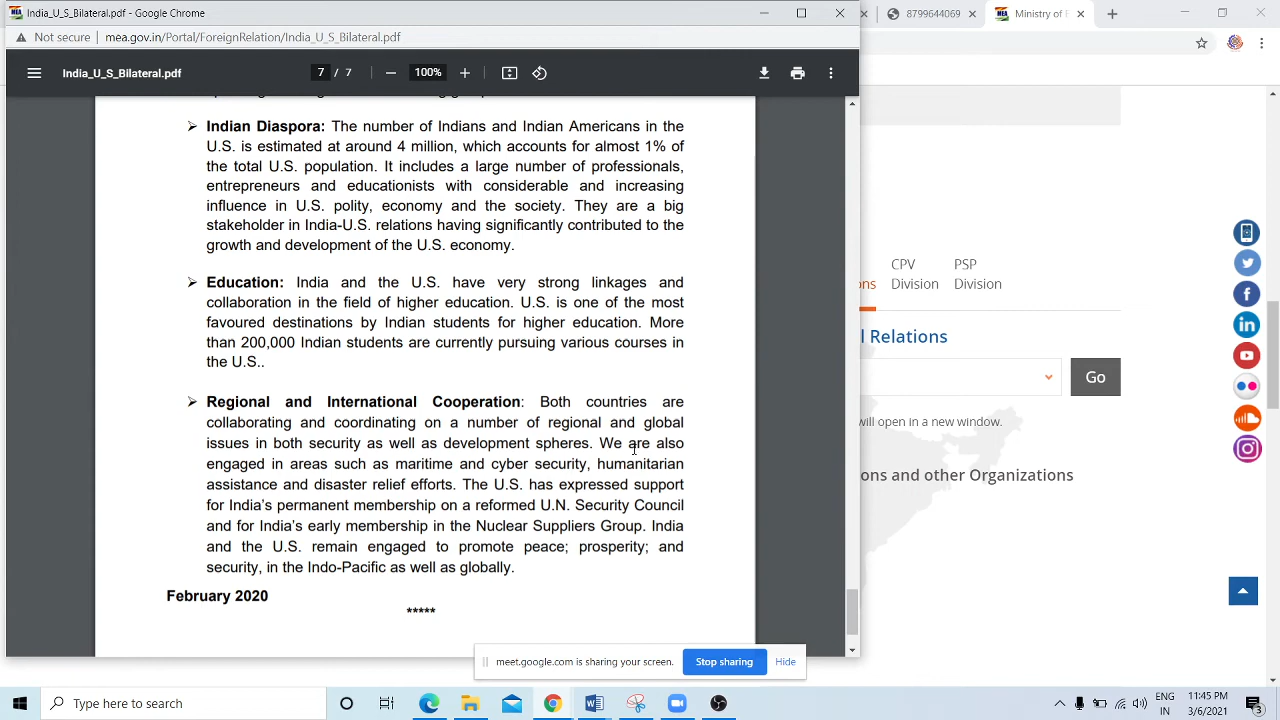 India_U_S_Bilateral.pdf - Google Chrome
8799644069
Ministry of E
Not secure
mea.gov.in/Portal/ForeignRelation/India_U_S_Bilateral.pdf
India_U_S_Bilateral.pdf
7 / 7
100%
Indian Diaspora: The number of Indians and Indian Americans in the
U.S. is estimated at around 4 million, which accounts for almost 1% of
the total U.S. population. It includes a large number of professionals,
entrepreneurs and educationists with considerable and increasing
influence in U.S. polity, economy and the society. They are a big
stakeholder in India-U.S. relations having significantly contributed to the
growth and development of the U.S. economy.
Education: India and the U.S. have very strong linkages and
collaboration in the field of higher education. U.S. is one of the most
favoured destinations by Indian students for higher education. More
than 200,000 Indian students are currently pursuing various courses in
the U.S..
Regional and International Cooperation: Both countries are
collaborating and coordinating on a number of regional and global
issues in both security as well as development spheres. We are also
engaged in areas such as maritime and cyber security, humanitarian
assistance and disaster relief efforts. The U.S. has expressed support
for India's permanent membership on a reformed U.N. Security Council
and for India's early membership in the Nuclear Suppliers Group. India
and the U.S. remain engaged to promote peace; prosperity; and
security, in the Indo-Pacific as well as globally.
February 2020
*****
ns
CPV
Division
PSP
Division
l Relations
Go
will open in a new window.
ons and other Organizations
meet.google.com is sharing your screen.
Stop sharing
Hide
Type here to search
ENG
IN
11:45 PM
3/6/2021
3